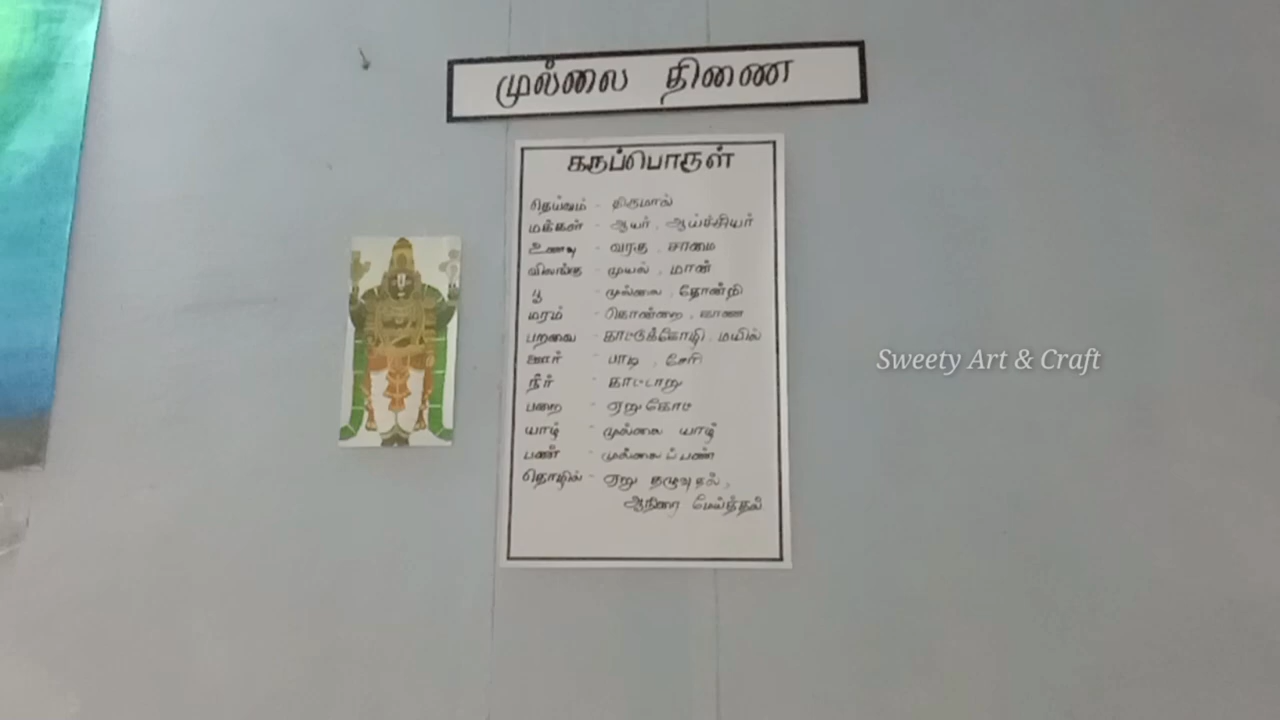 முல்லை திணை
கருப்பொருள்
தெய்வம் - திருமால்
மக்கள் - ஆயர், ஆய்ச்சியர்
உணவு - வரகு, சாமை
விலங்கு - முயல், மான்
பூ - முல்லை, தோன்றி
மரம் - கொன்றை, காயா
பறவை - காட்டுக்கோழி, மயில்
ஊர் - பாடி, சேரி
நீர் - காட்டாறு
பறை - ஏறு கோட்
யாழ் - முல்லை யாழ்
பண் - முல்லைப் பண்
தொழில் - ஏறு தழுவுதல்,
ஆநிரை மேய்த்தல்
Sweety Art & Craft